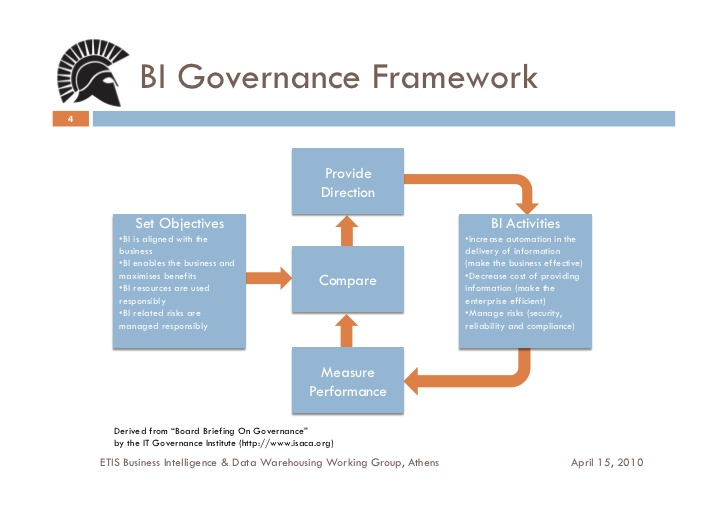 BI Governance Framework
4
Provide
Direction
Set Objectives
•BI is aligned with the
business
•BI enables the business and
maximises benefits
•BI resources are used
responsibly
•BI related risks are
managed responsibly
Compare
BI Activities
•Increase automation in the
delivery of information
(make the business effective)
•Decrease cost of providing
information (make the
enterprise efficient)
•Manage risks (security,
reliability and compliance)
Measure
Performance
Derived from “Board Briefing On Governance”
by the IT Governance Institute (http://www.isaca.org)
ETIS Business Intelligence & Data Warehousing Working Group, Athens
April 15, 2010